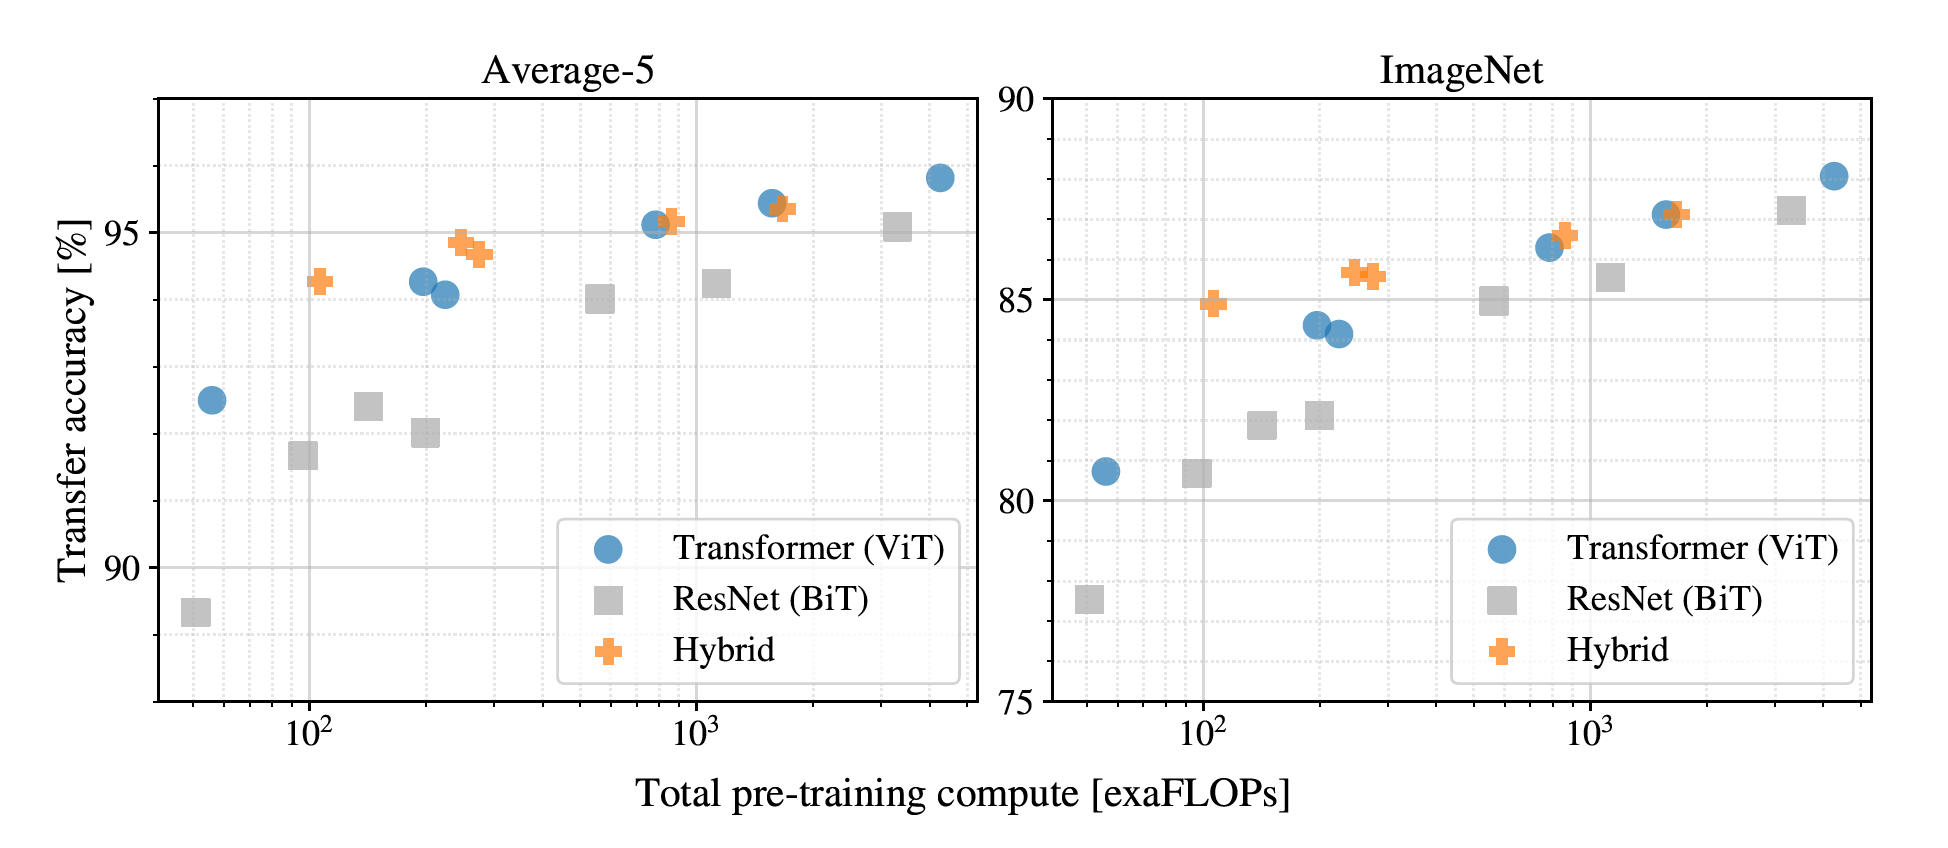 Average-5
ImageNet
Transfer accuracy [%]
95
90
10²
10³
Transformer (ViT)
ResNet (BiT)
Hybrid
90
85
80
75
10²
10³
Transformer (ViT)
ResNet (BiT)
Hybrid
Total pre-training compute [exaFLOPs]